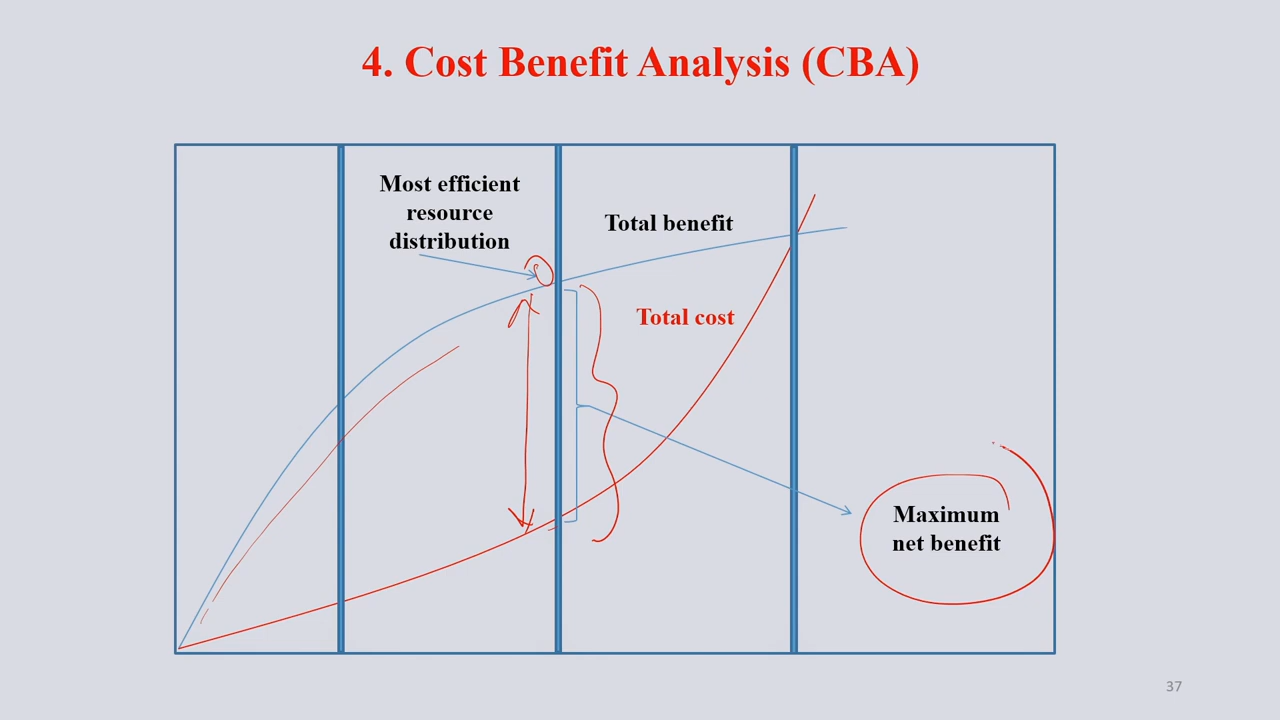 4. Cost Benefit Analysis (CBA)
Most efficient
resource
distribution
Total benefit
Total cost
Maximum
net benefit
37